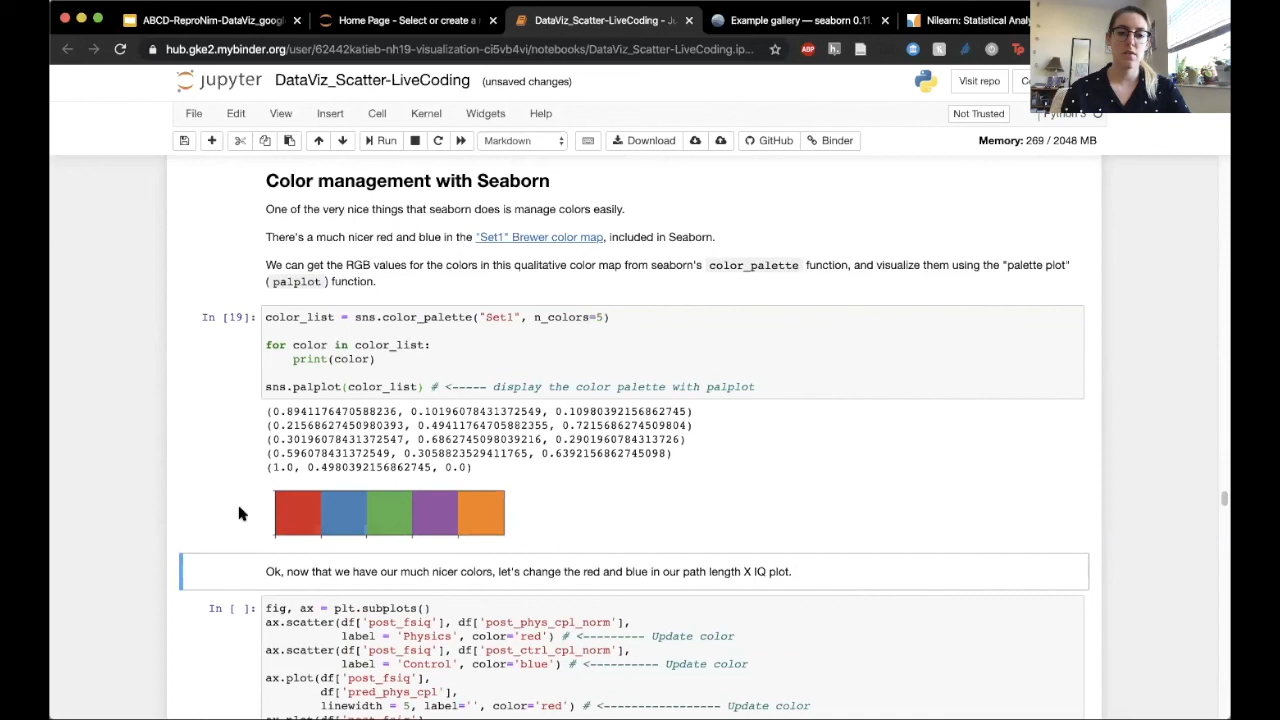 ABCD-ReproNim-DataViz_goog
Home Page - Select or create a
DataViz_Scatter-LiveCoding - Ju
Example gallery — seaborn 0.11.
Nilearn: Statistical Analy
hub.gke2.mybinder.org/user/62442katieb-nh19-visualization-ci5vb4vi/notebooks/DataViz_Scatter-LiveCoding.ip...
ABP
jupyter DataViz_Scatter-LiveCoding (unsaved changes)
Visit repo
File Edit View Insert Cell Kernel Widgets Help
Not Trusted
Python 3
Run
Markdown
Download
GitHub
Binder
Memory: 269 / 2048 MB
Color management with Seaborn
One of the very nice things that seaborn does is manage colors easily.
There's a much nicer red and blue in the "Set1" Brewer color map, included in Seaborn.
We can get the RGB values for the colors in this qualitative color map from seaborn's color_palette function, and visualize them using the "palette plot"
(palplot) function.
In [19]: color_list = sns.color_palette("Set1", n_colors=5)
for color in color_list:
print(color)
sns.palplot(color_list) # <----- display the color palette with palplot
(0.8941176470588236, 0.10196078431372549, 0.10980392156862745)
(0.21568627450980393, 0.49411764705882355, 0.7215686274509804)
(0.30196078431372547, 0.6862745098039216, 0.2901960784313726)
(0.596078431372549, 0.3058823529411765, 0.6392156862745098)
(1.0, 0.4980392156862745, 0.0)
Ok, now that we have our much nicer colors, let's change the red and blue in our path length X IQ plot.
In [ ]: fig, ax = plt.subplots()
ax.scatter(df['post_fsiq'], df['post_phys_cpl_norm'],
label = 'Physics', color='red') # <--------- Update color
ax.scatter(df['post_fsiq'], df['post_ctrl_cpl_norm'],
label = 'Control', color='blue') # <---------- Update color
ax.plot(df['post_fsiq'],
df['pred_phys_cpl'],
linewidth = 5, label='', color='red') # <----------------- Update color